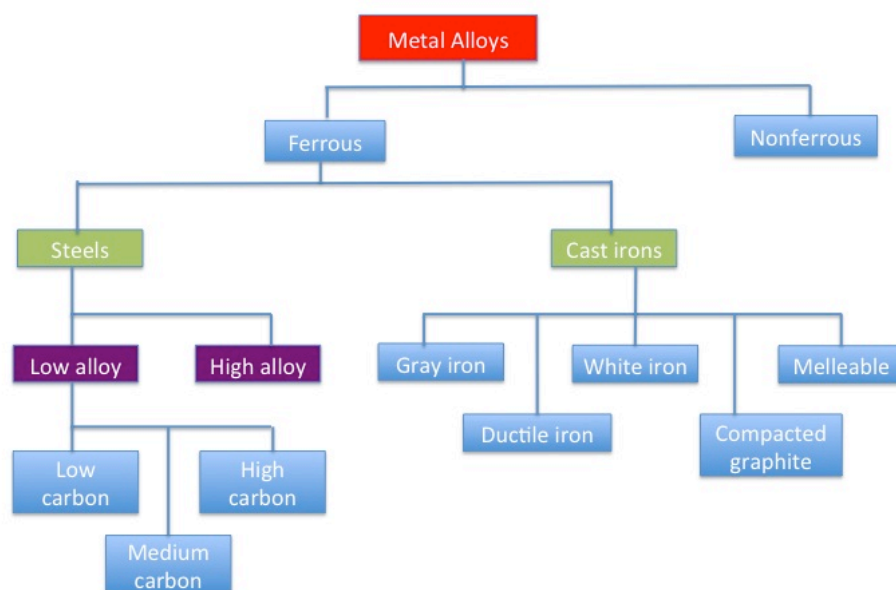 Metal Alloys
Ferrous
Nonferrous
Steels
Cast irons
Low alloy
High alloy
Gray iron
White iron
Melleable
Ductile iron
Compacted
graphite
Low
carbon
High
carbon
Medium
carbon